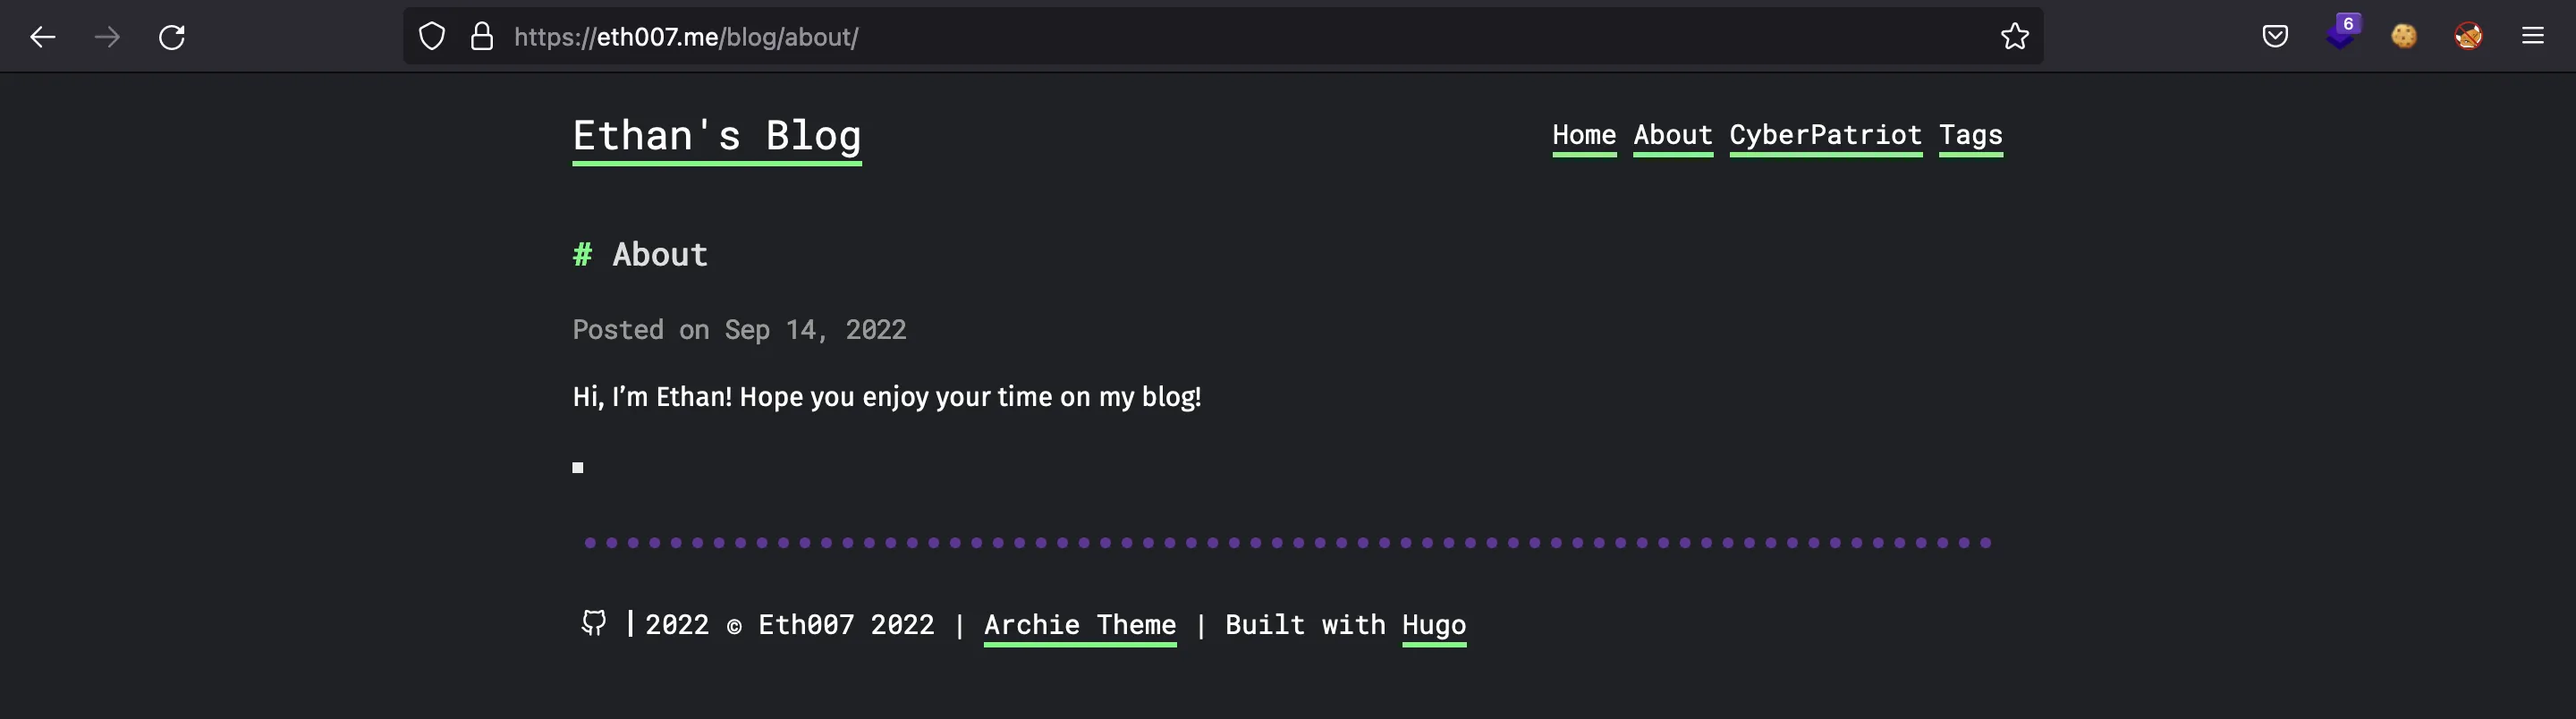 https://eth007.me/blog/about/
6
Ethan's Blog
Home About CyberPatriot Tags
# About
Posted on Sep 14, 2022
Hi, I’m Ethan! Hope you enjoy your time on my blog!
| 2022 © Eth007 2022 | Archie Theme | Built with Hugo